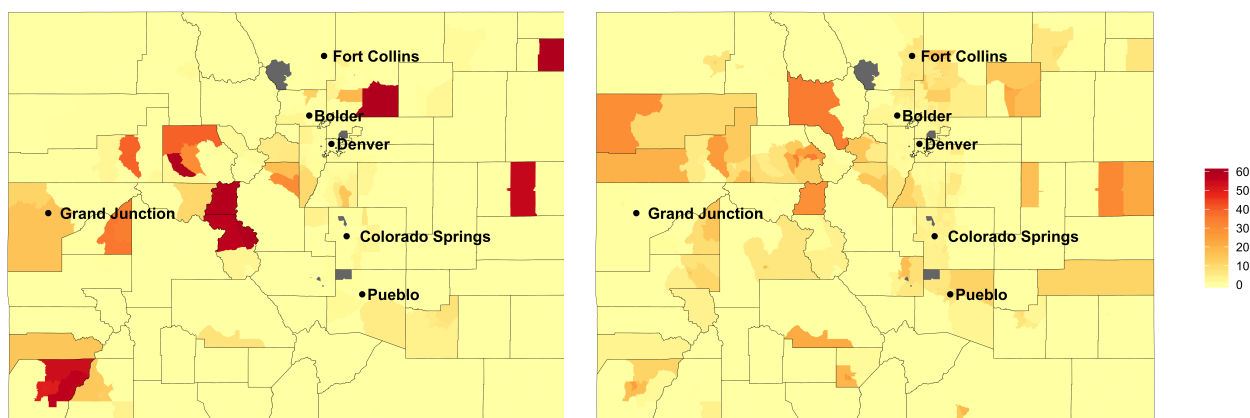 Fort Collins
Bolder
Denver
Grand Junction
Colorado Springs
Pueblo
Fort Collins
Bolder
Denver
Grand Junction
Colorado Springs
Pueblo
60
50
40
30
20
10
0